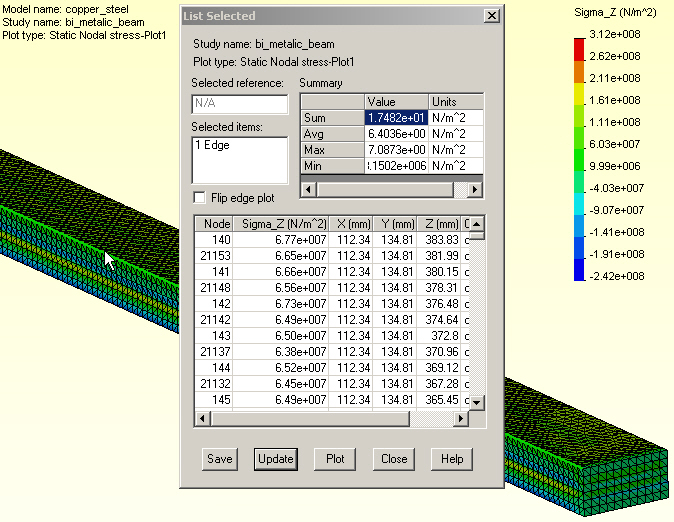 Model name: copper_steel
Study name: bi_metalic_beam
Plot type: Static Nodal stress-Plot1
List Selected
Study name: bi_metalic_beam
Plot type: Static Nodal stress-Plot1
Selected reference:
N/A
Selected items:
1 Edge
Flip edge plot
Summary
Value Units
Sum 1.7482e+01 N/m^2
Avg 6.4036e+00 N/m^2
Max 7.0873e+00 N/m^2
Min .1502e+006 N/m^2
Node Sigma_Z (N/m^2) X (mm) Y (mm) Z (mm)
140 6.77e+007 112.34 134.81 383.83 c
21153 6.65e+007 112.34 134.81 381.99 c
141 6.66e+007 112.34 134.81 380.15 c
21148 6.56e+007 112.34 134.81 378.31 c
142 6.73e+007 112.34 134.81 376.48 c
21142 6.49e+007 112.34 134.81 374.64 c
143 6.50e+007 112.34 134.81 372.8 c
21137 6.38e+007 112.34 134.81 370.96 c
144 6.52e+007 112.34 134.81 369.12 c
21132 6.45e+007 112.34 134.81 367.28 c
145 6.49e+007 112.34 134.81 365.45 c
Save Update Plot Close Help
Sigma_Z (N/m^2)
3.12e+008
2.62e+008
2.11e+008
1.61e+008
1.11e+008
6.03e+007
9.99e+006
-4.03e+007
-9.07e+007
-1.41e+008
-1.91e+008
-2.42e+008